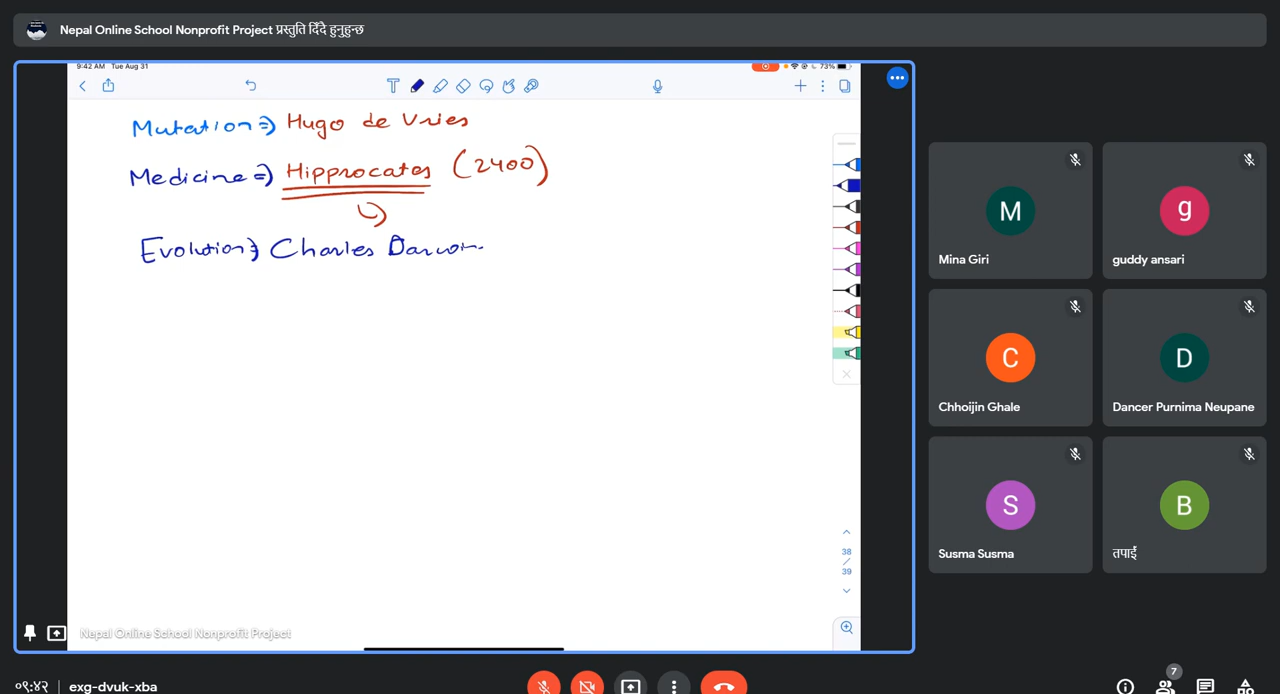 Nepal Online School Nonprofit Project प्रस्तुति दिँदै हुनुहुन्छ
9:42 AM Tue Aug 31
73%
Mutation ⇒ Hugo de Vries
Medicine ⇒ Hipprocates (2400)
Evolution ⇒ Charles Darwin
38
39
Nepal Online School Nonprofit Project
M
Mina Giri
g
guddy ansari
C
Chhoijin Ghale
D
Dancer Purnima Neupane
S
Susma Susma
B
तपाईं
०९:४२ | exg-dvuk-xba
7